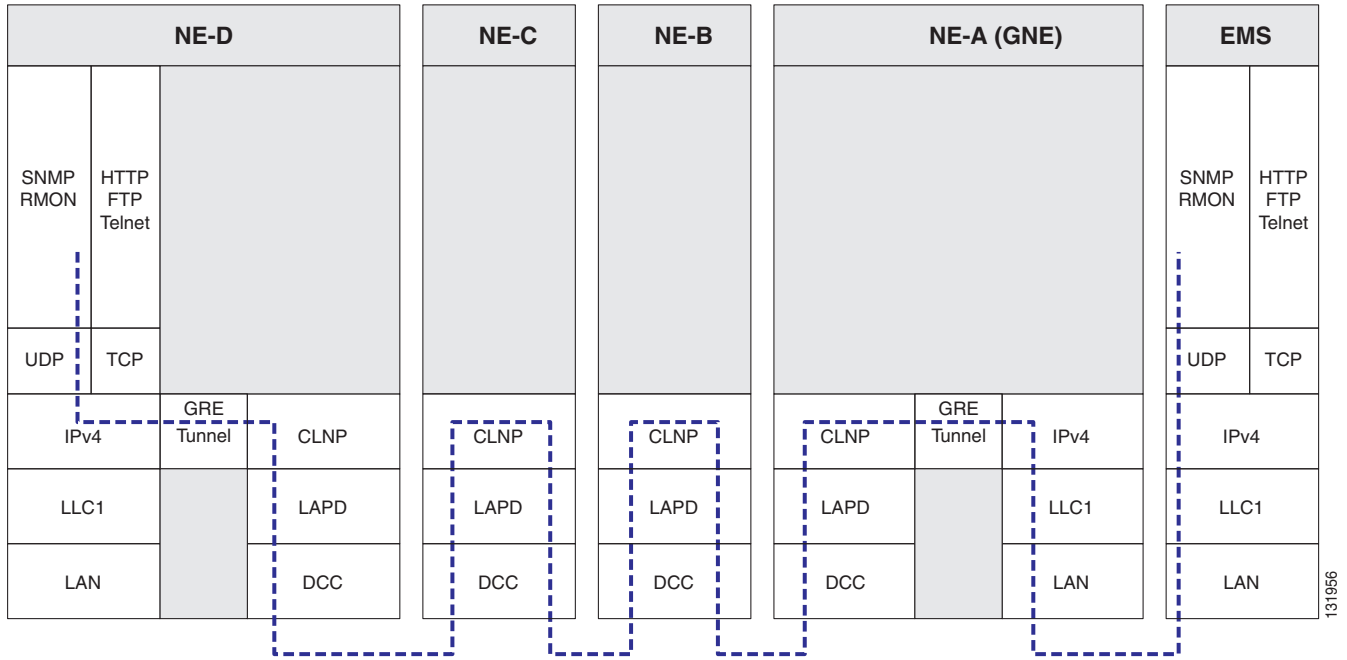 NE-D
NE-C
NE-B
NE-A (GNE)
EMS
SNMP
RMON
HTTP
FTP
Telnet
SNMP
RMON
HTTP
FTP
Telnet
UDP
TCP
UDP
TCP
IPv4
GRE
Tunnel
CLNP
CLNP
CLNP
CLNP
GRE
Tunnel
IPv4
IPv4
LLC1
LAPD
LAPD
LAPD
LAPD
LLC1
LLC1
LAN
DCC
DCC
DCC
DCC
LAN
LAN
131956